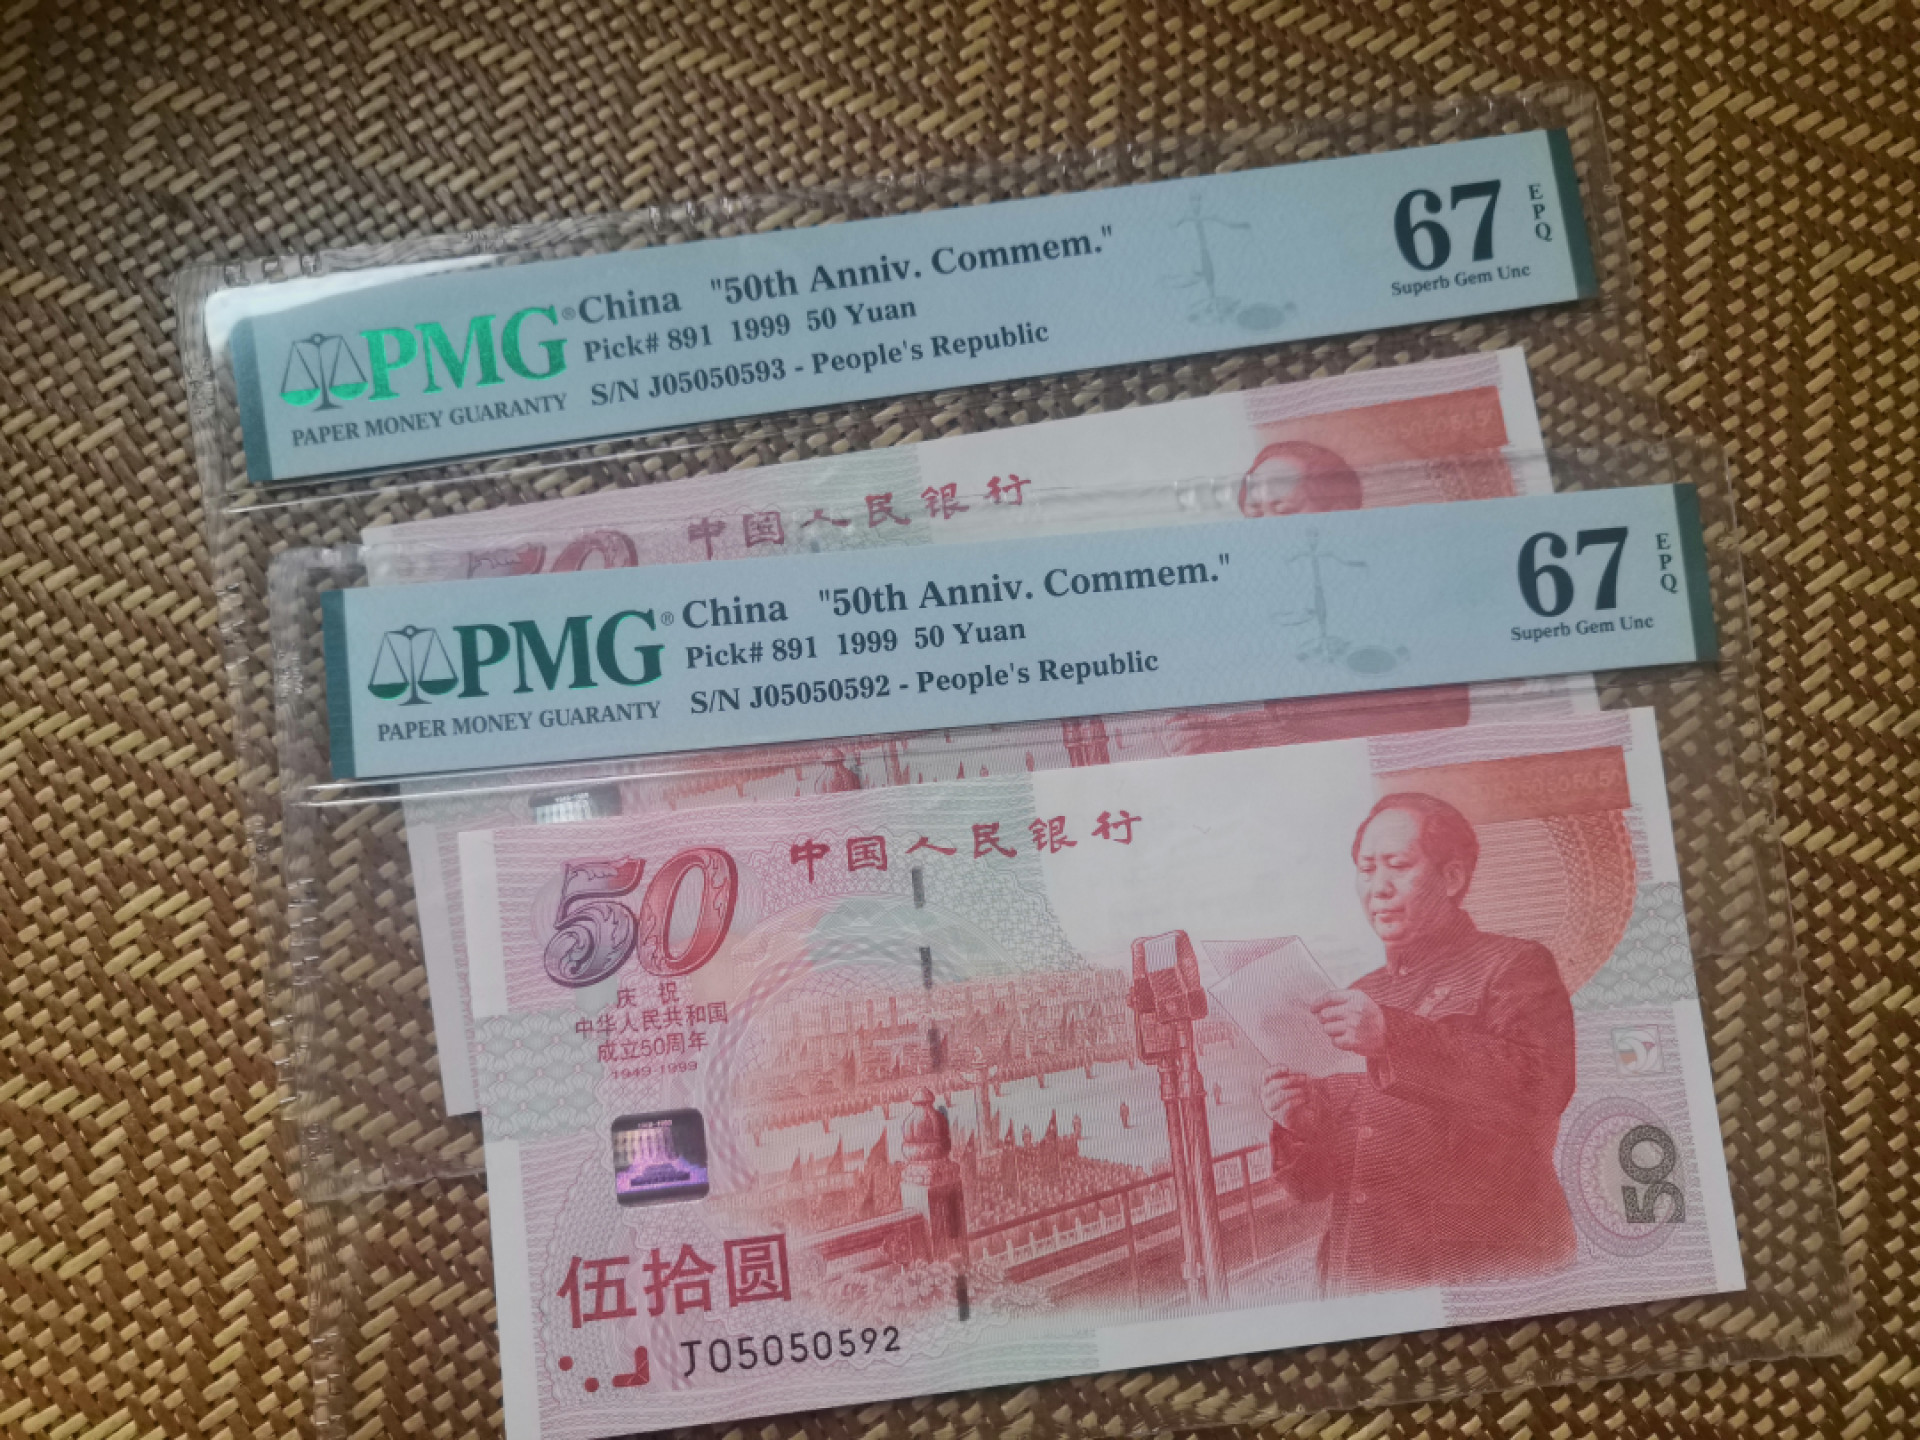 PMG® China "50th Anniv. Commem." 67 EPQ
Pick# 891 1999 50 Yuan Superb Gem Unc
PAPER MONEY GUARANTY S/N J05050593 - People's Republic
中国人民银行
50
PMG® China "50th Anniv. Commem." 67 EPQ
Pick# 891 1999 50 Yuan Superb Gem Unc
PAPER MONEY GUARANTY S/N J05050592 - People's Republic
中国人民银行
50
庆祝
中华人民共和国
成立50周年
1949-1999
50
伍拾圆
J05050592